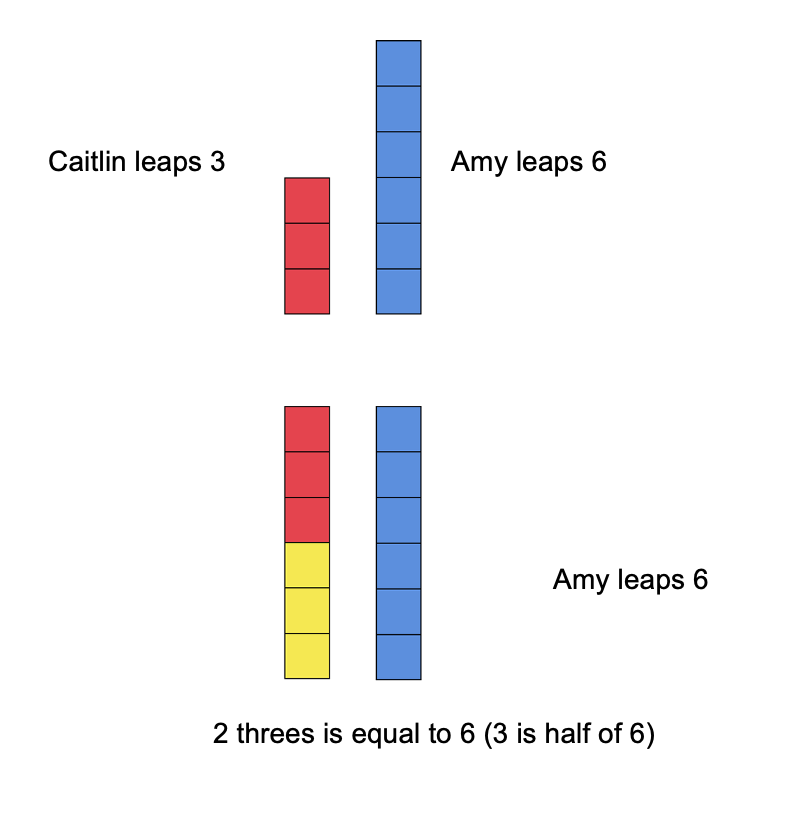 Caitlin leaps 3
Amy leaps 6
Amy leaps 6
2 threes is equal to 6 (3 is half of 6)